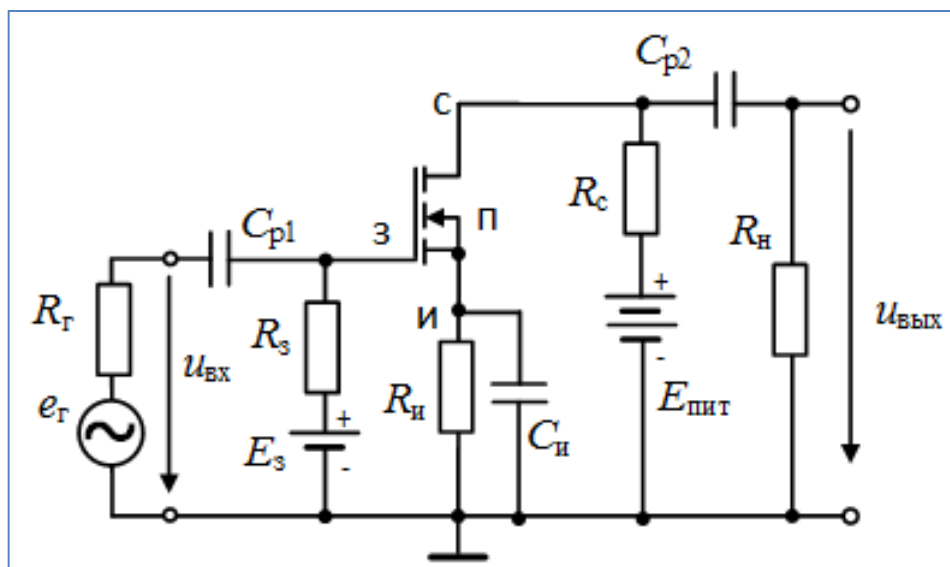 Cр2
С
Rс
Cр1
З
П
Rн
+
Rг
И
uвых
Rз
uвх
+
-
Rи
Eпит
eг
Eз
-
Cи